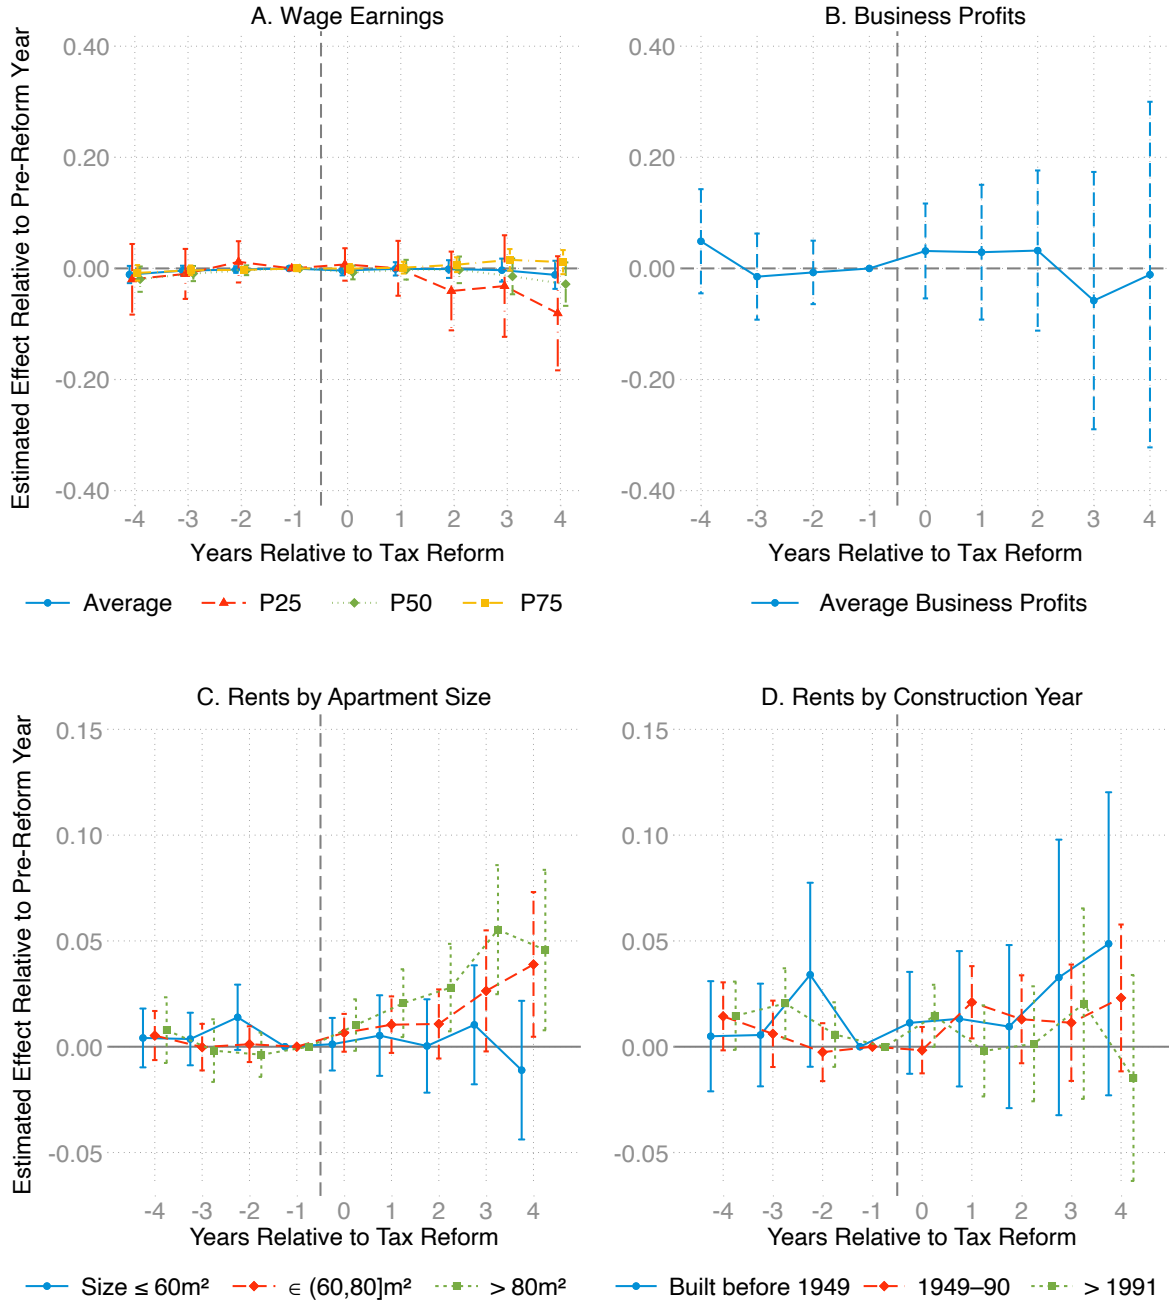 A. Wage Earnings
B. Business Profits
Estimated Effect Relative to Pre-Reform Year
0.40
0.20
0.00
-0.20
-0.40
-4 -3 -2 -1 0 1 2 3 4
Years Relative to Tax Reform
Average P25 P50 P75
0.40
0.20
0.00
-0.20
-0.40
-4 -3 -2 -1 0 1 2 3 4
Years Relative to Tax Reform
Average Business Profits
C. Rents by Apartment Size
D. Rents by Construction Year
Estimated Effect Relative to Pre-Reform Year
0.15
0.10
0.05
0.00
-0.05
-4 -3 -2 -1 0 1 2 3 4
Years Relative to Tax Reform
Size ≤ 60m² ∈ (60,80]m² > 80m²
0.15
0.10
0.05
0.00
-0.05
-4 -3 -2 -1 0 1 2 3 4
Years Relative to Tax Reform
Built before 1949 1949–90 > 1991